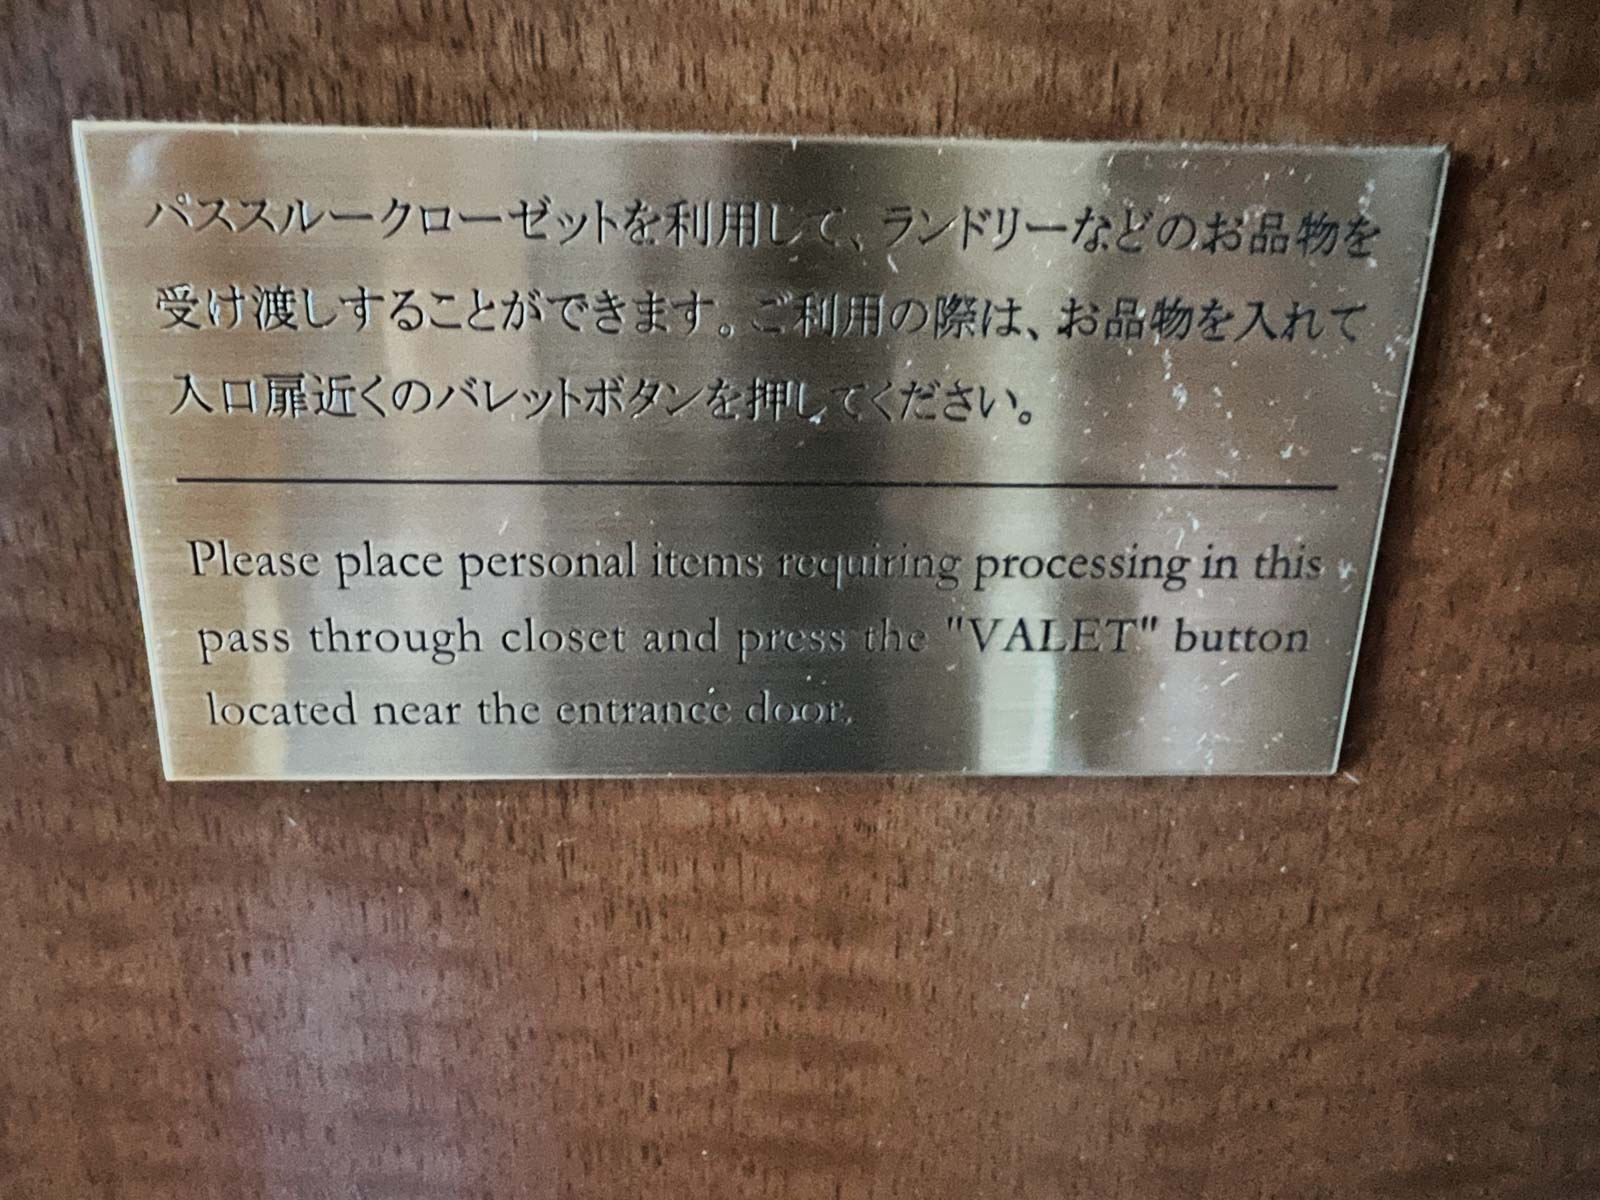 パススルークローゼットを利用して、ランドリーなどのお品物を
受け渡しすることができます。ご利用の際は、お品物を入れて
入口扉近くのバレットボタンを押してください。
Please place personal items requiring processing in this
pass through closet and press the "VALET" button
located near the entrance door.